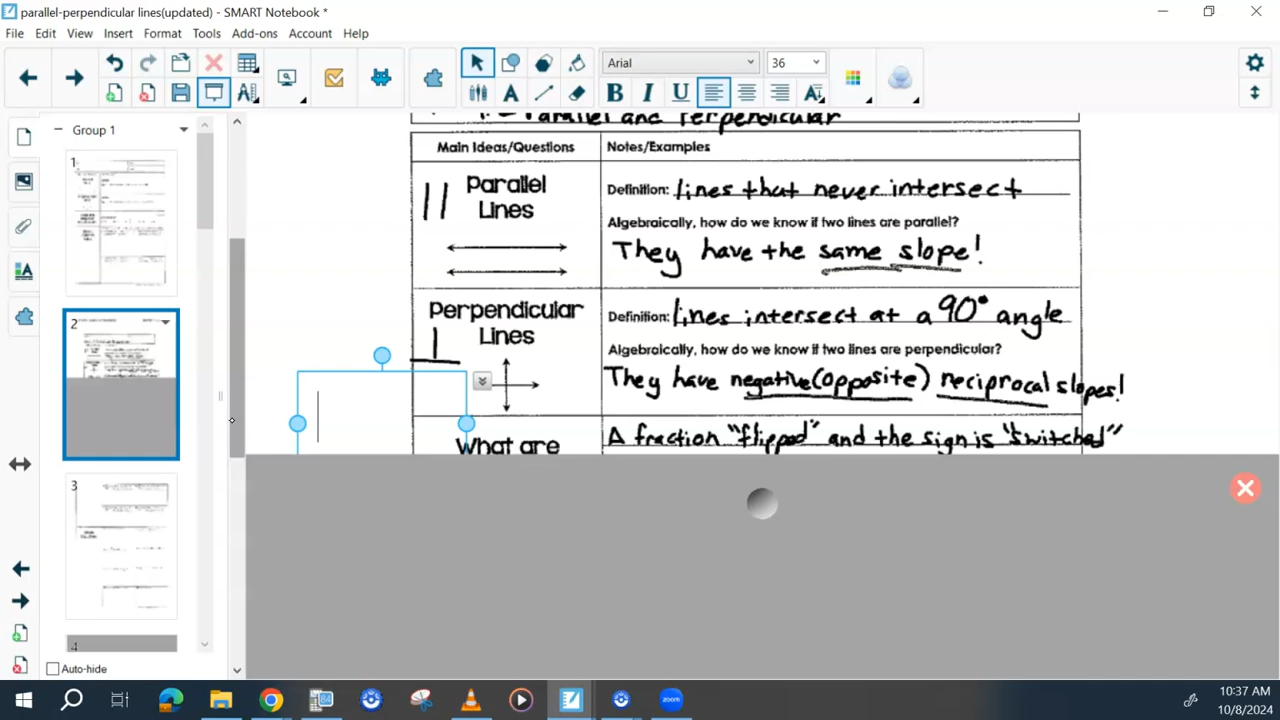 parallel-perpendicular lines(updated) - SMART Notebook *
File Edit View Insert Format Tools Add-ons Account Help
Arial 36
Group 1
1
2
3
4
Auto-hide
Parallel and Perpendicular
Main Ideas/Questions Notes/Examples
Parallel
Lines
Definition: lines that never intersect
Algebraically, how do we know if two lines are parallel?
They have the same slope!
Perpendicular
Lines
Definition: lines intersect at a 90° angle
Algebraically, how do we know if two lines are perpendicular?
They have negative(opposite) reciprocal slopes!
What are
A fraction "flipped" and the sign is "switched"
zoom
10:37 AM
10/8/2024